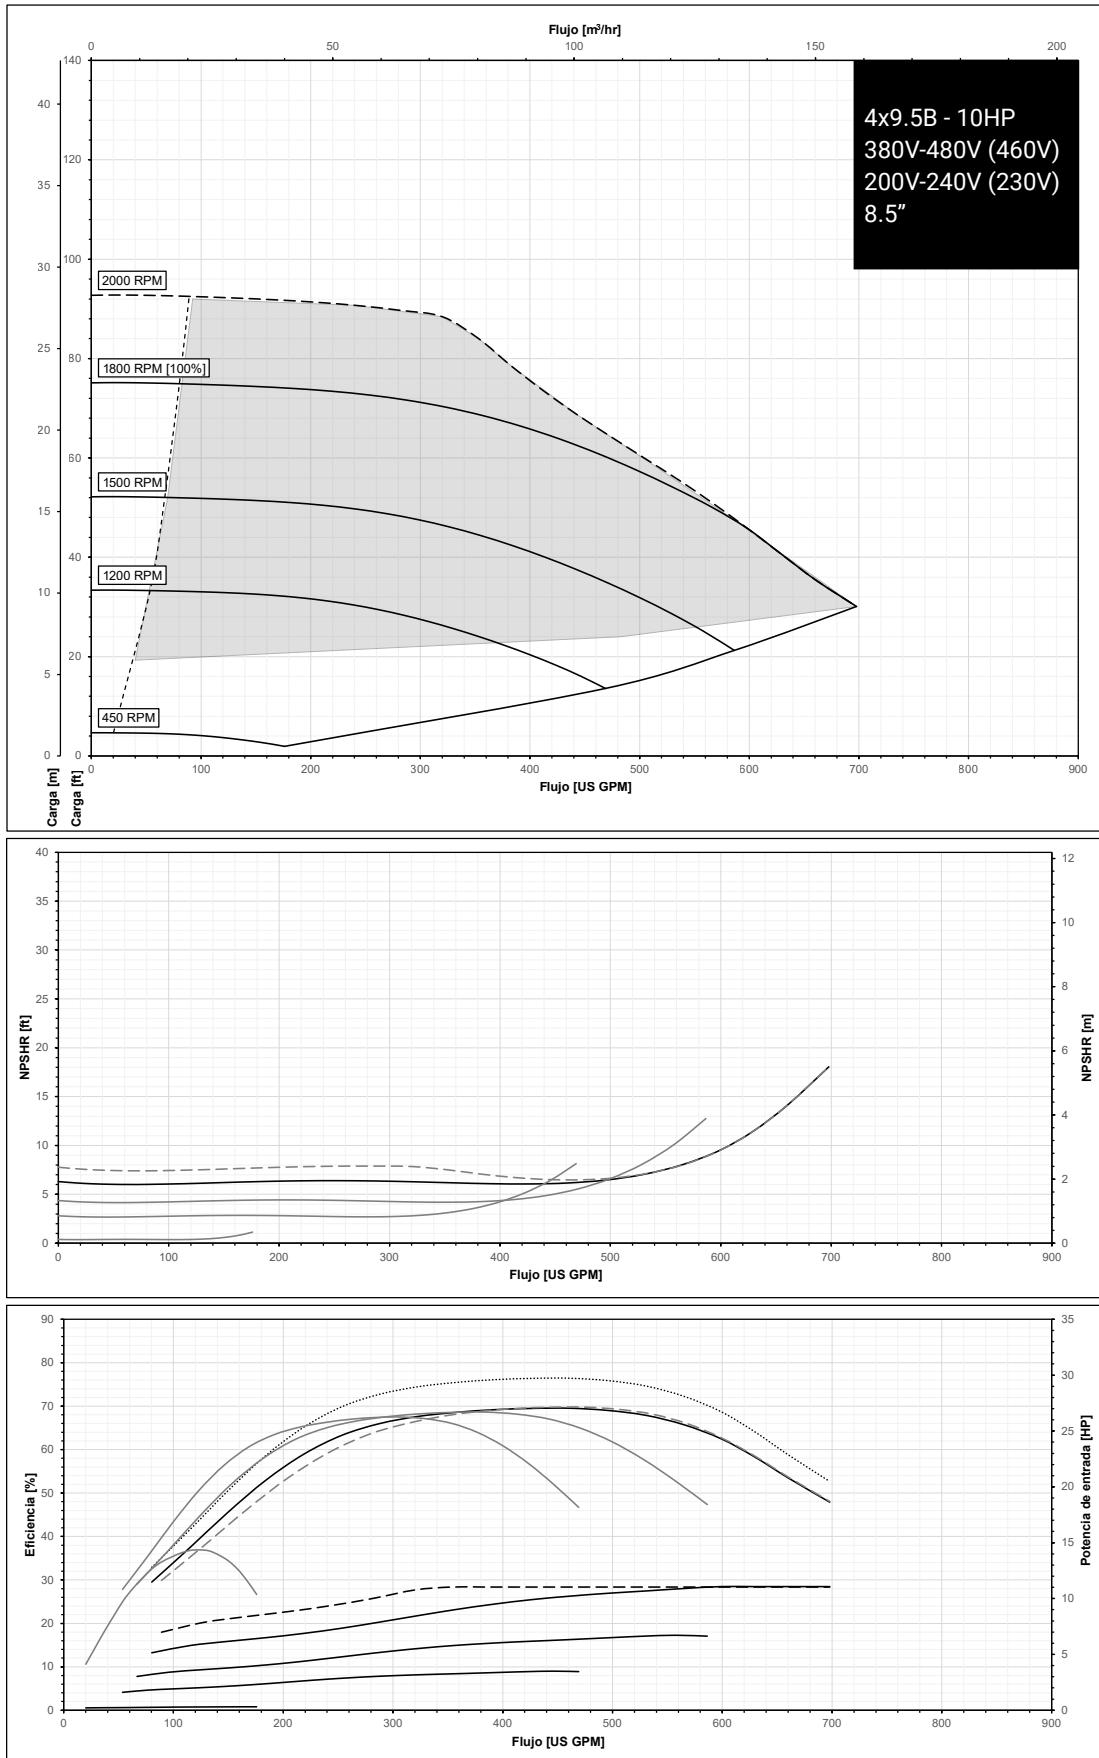 Flujo [m³/hr]
0 50 100 150 200
140
120
100
80
60
40
20
0
40
35
30
25
20
15
10
5
0
4x9.5B - 10HP
380V-480V (460V)
200V-240V (230V)
8.5”
2000 RPM
1800 RPM [100%]
1500 RPM
1200 RPM
450 RPM
0 100 200 300 400 500 600 700 800 900
Flujo [US GPM]
Carga [m]
Carga [ft]
40
35
30
25
20
15
10
5
0
NPSHR [ft]
12
10
8
6
4
2
0
NPSHR [m]
0 100 200 300 400 500 600 700 800 900
Flujo [US GPM]
90
80
70
60
50
40
30
20
10
0
Eficiencia [%]
35
30
25
20
15
10
5
0
Potencia de entrada [HP]
0 100 200 300 400 500 600 700 800 900
Flujo [US GPM]